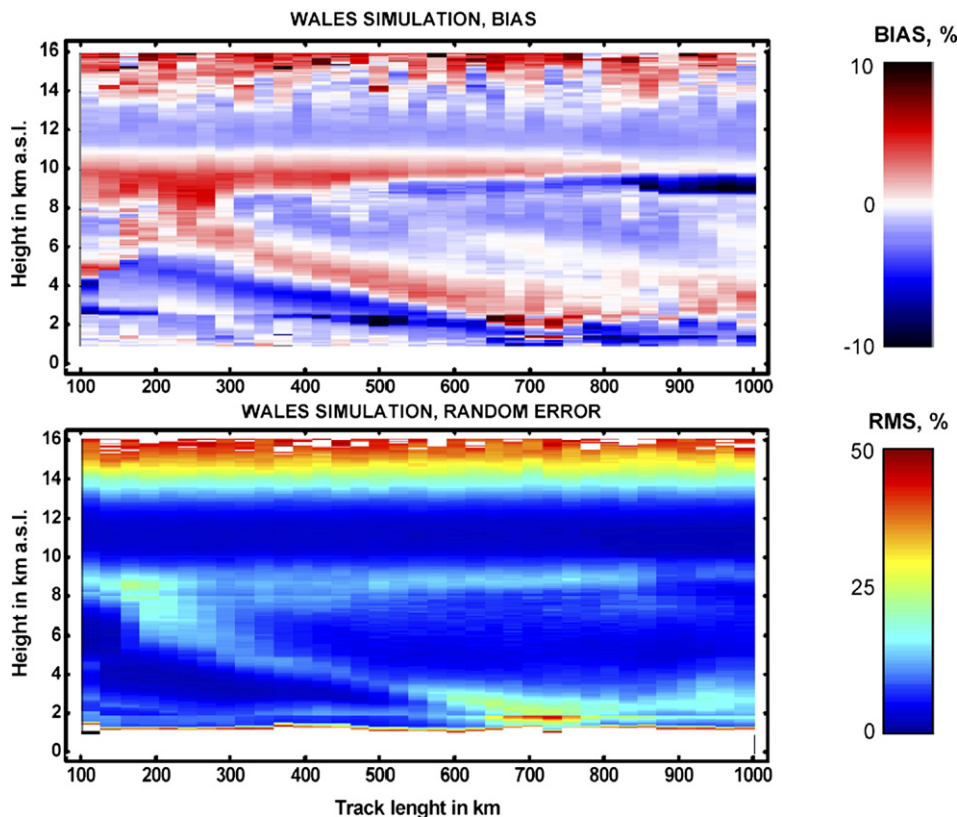 WALES SIMULATION, BIAS
BIAS, %
Height in km a.s.l.
16
14
12
10
8
6
4
2
0
100 200 300 400 500 600 700 800 900 1000
10
0
-10
WALES SIMULATION, RANDOM ERROR
RMS, %
Height in km a.s.l.
16
14
12
10
8
6
4
2
0
100 200 300 400 500 600 700 800 900 1000
50
25
0
Track lenght in km